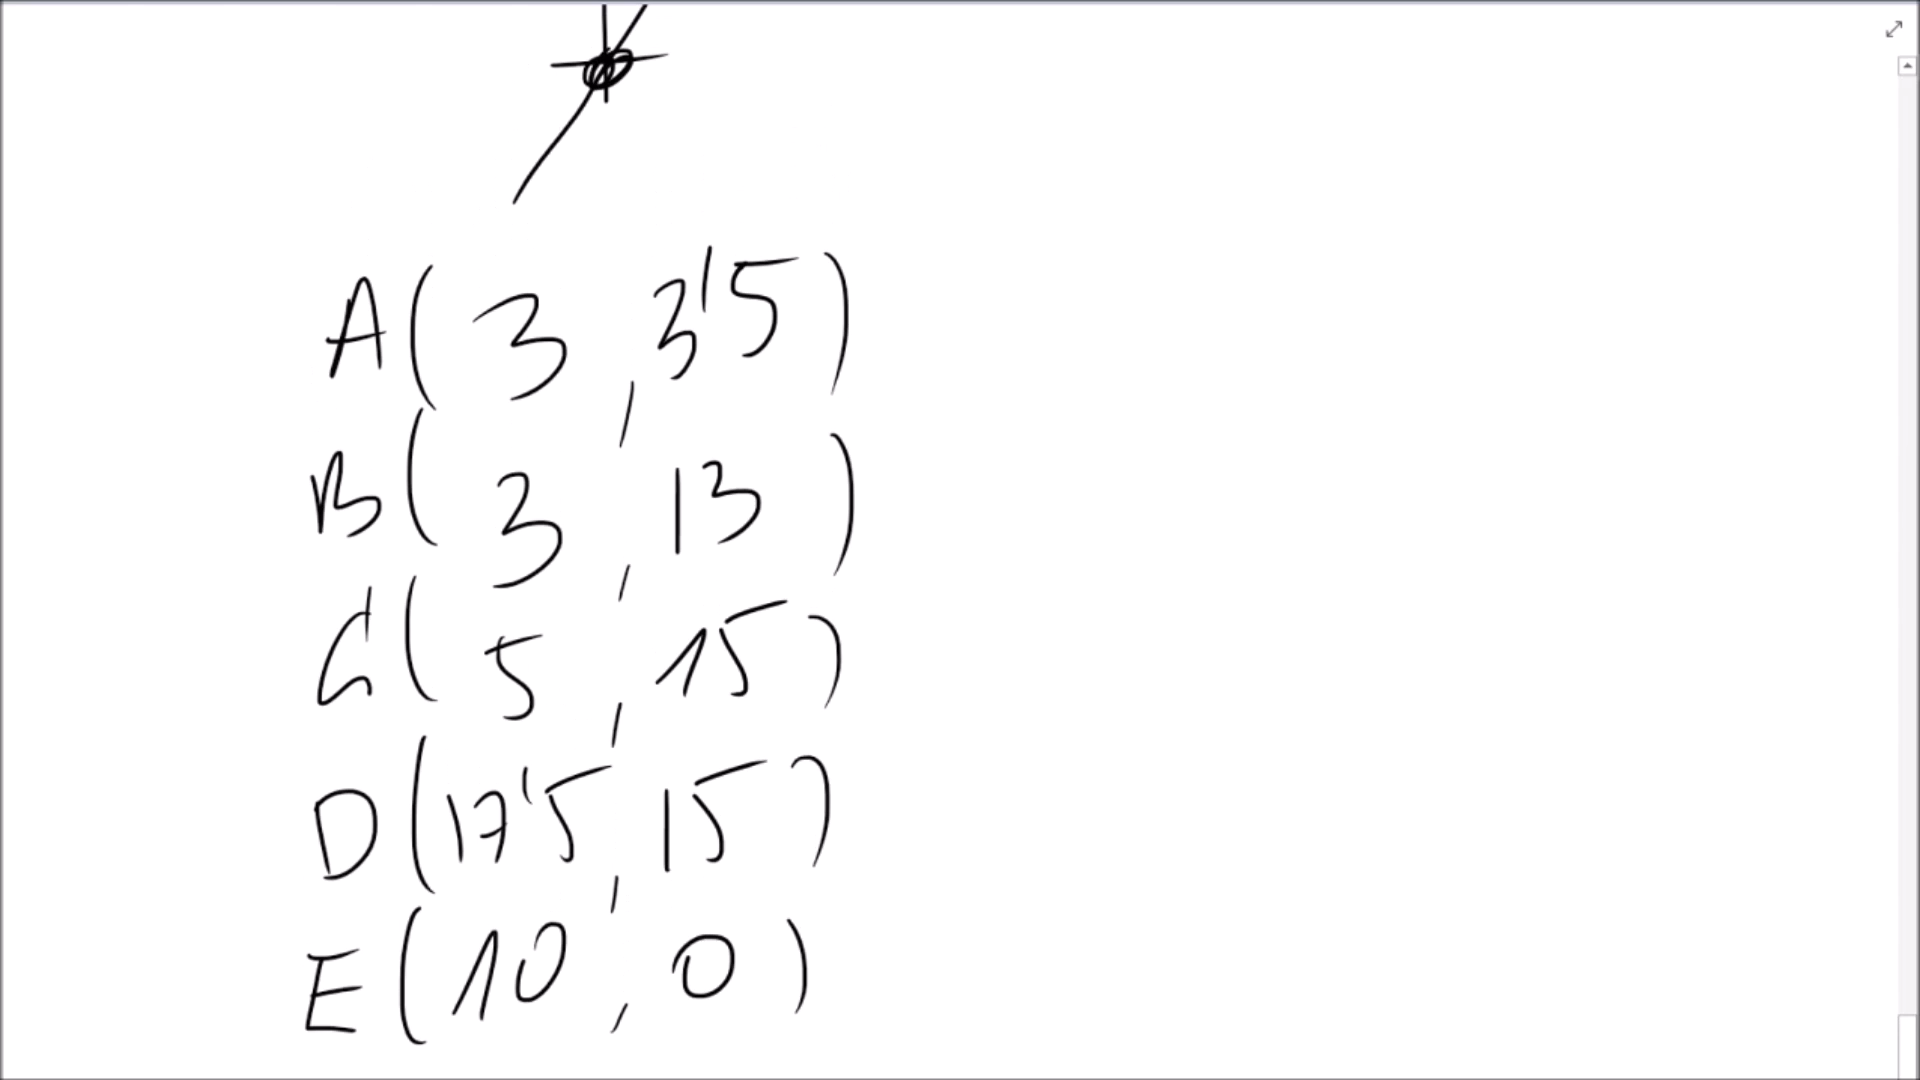 A(3, 3'5)
B(3, 13)
C(5, 15)
D(17'5, 15)
E(10, 0)